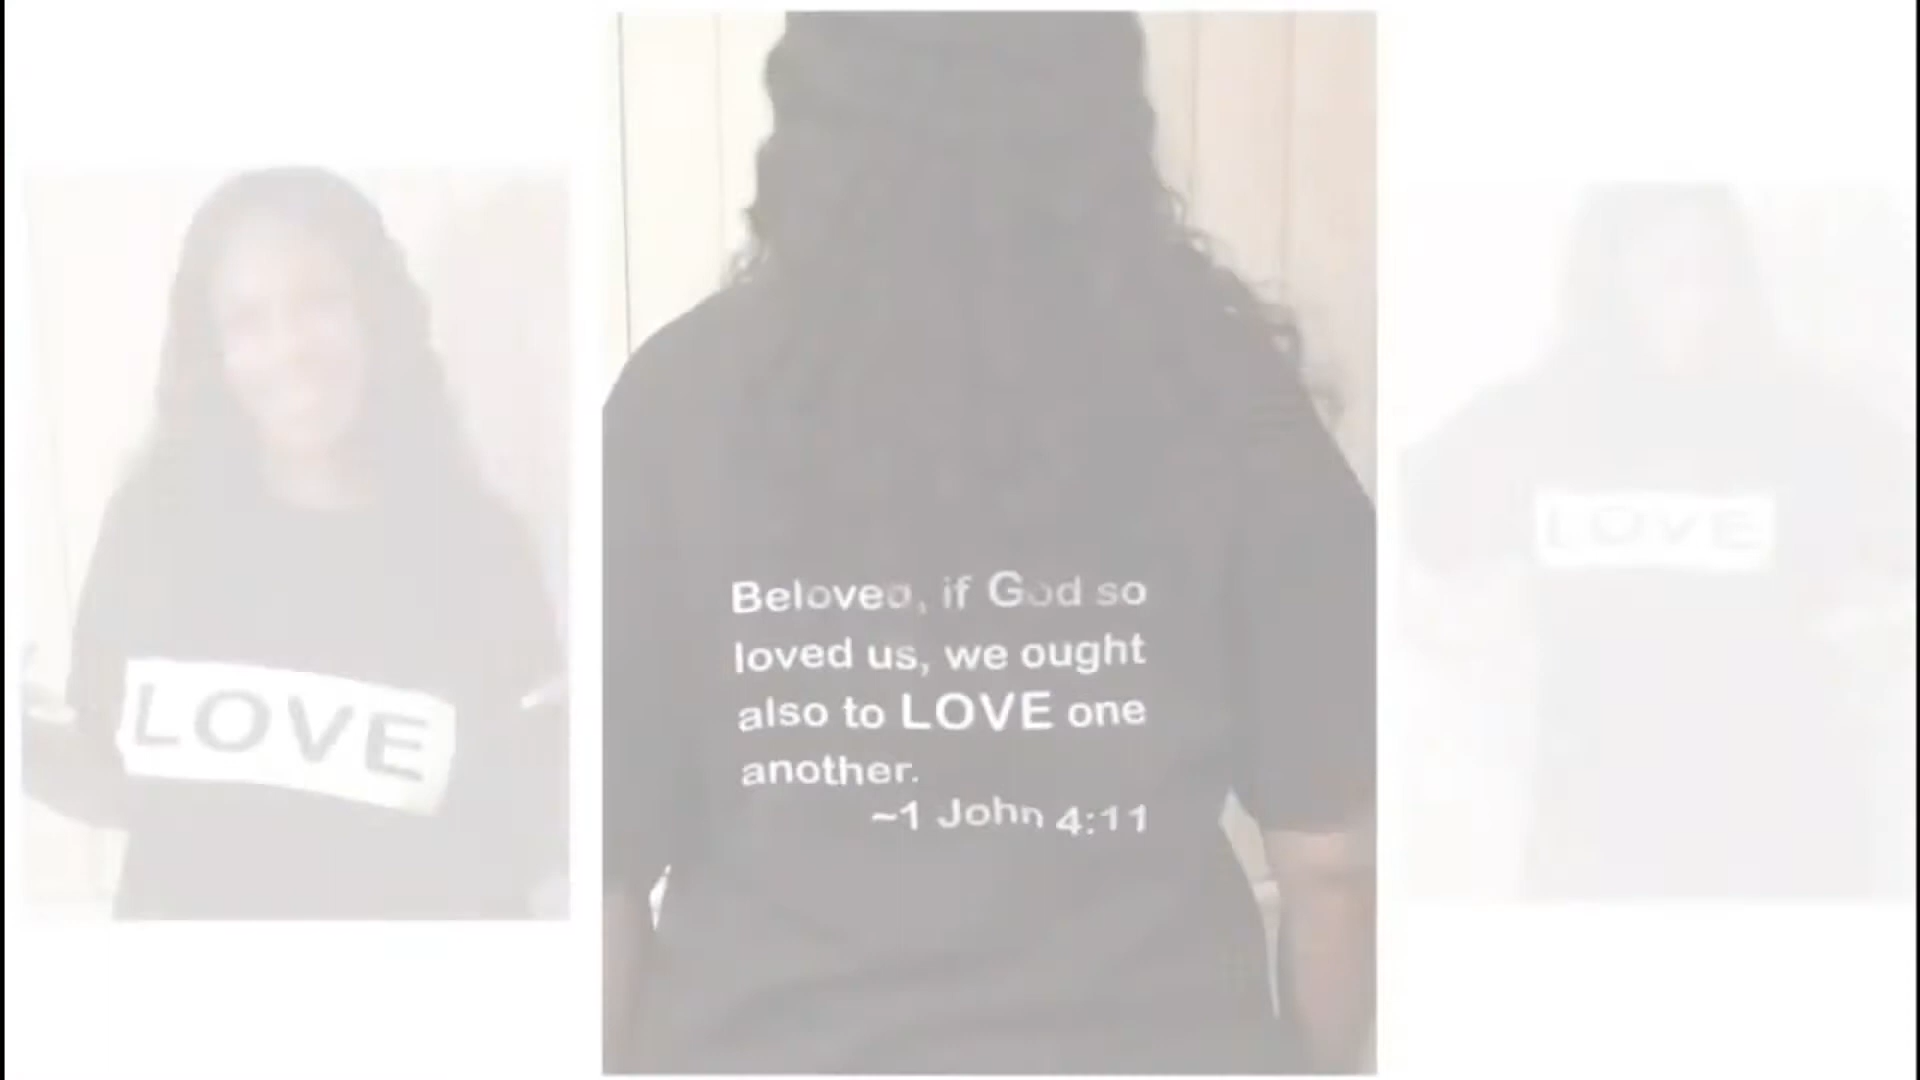 LOVE
Beloved, if God so
loved us, we ought
also to LOVE one
another.
~1 John 4:11
LOVE